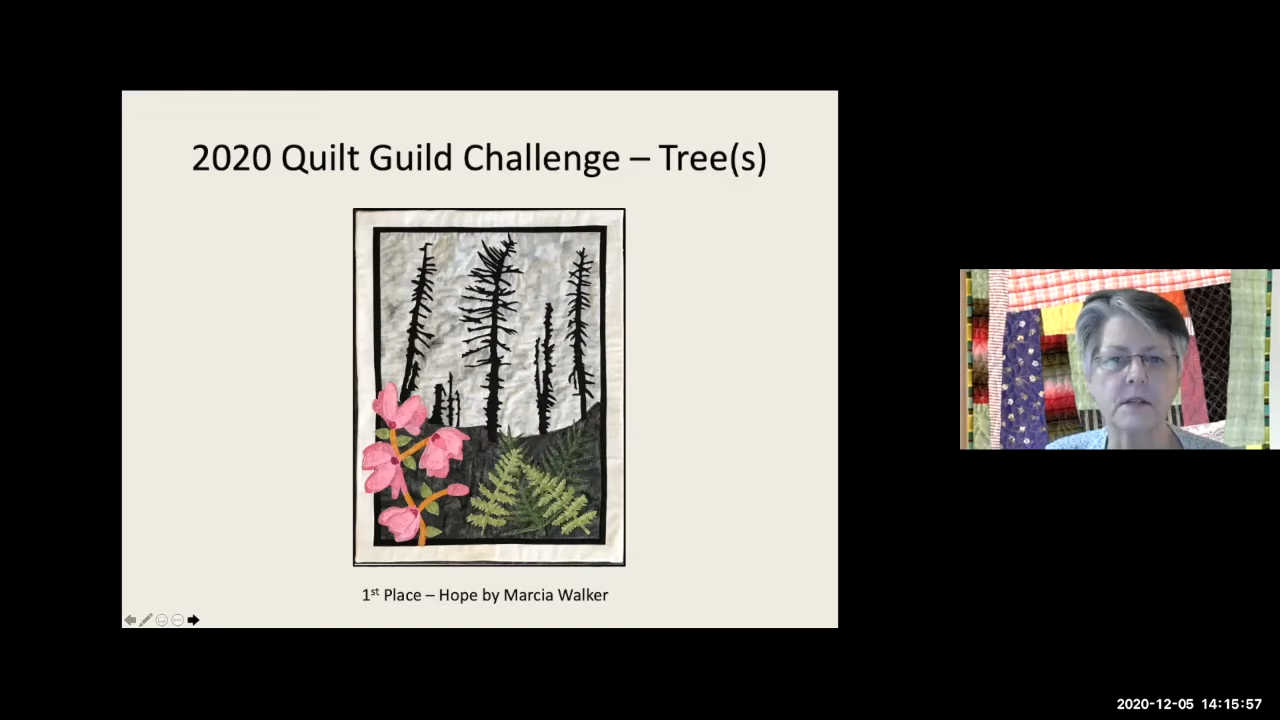 2020 Quilt Guild Challenge – Tree(s)
1st Place – Hope by Marcia Walker
2020-12-05 14:15:57